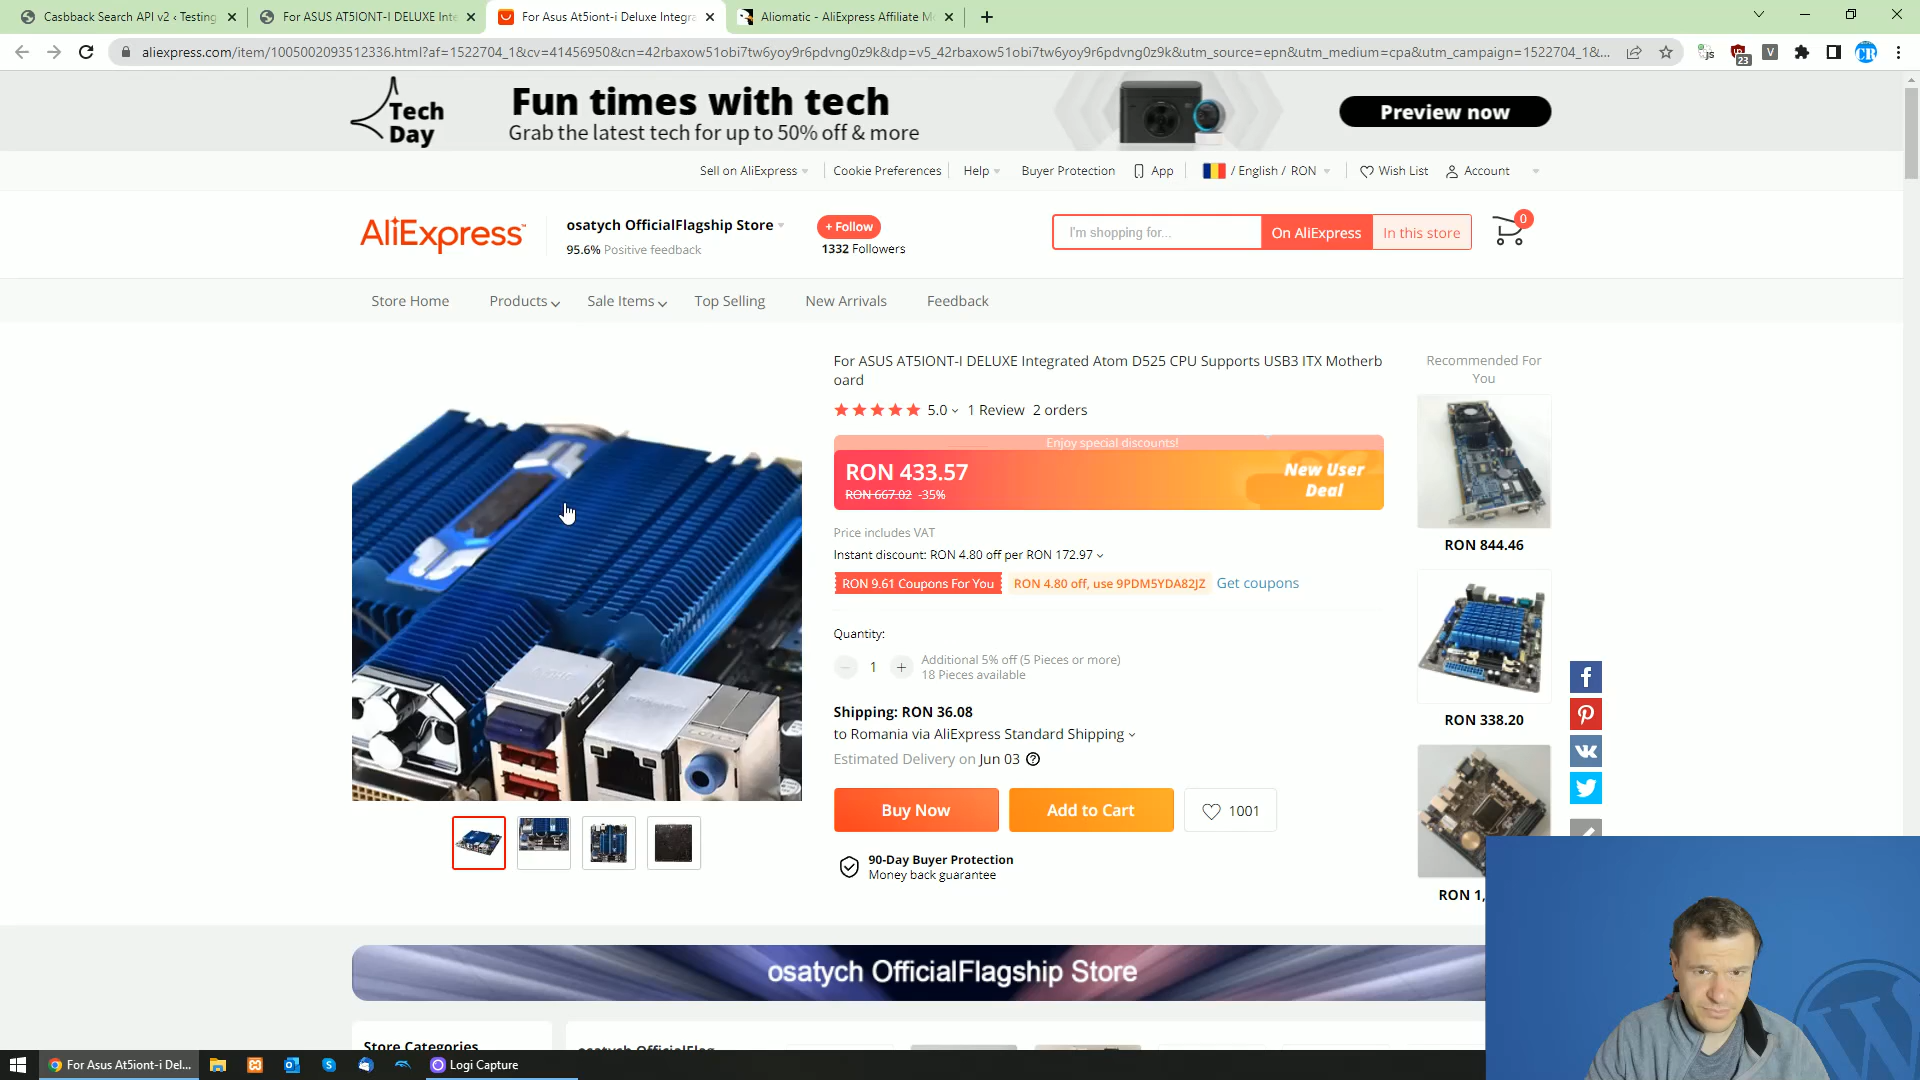 Casbback Search API v2 ‹ Testing
For ASUS AT5IONT-I DELUXE Inte
For Asus At5iont-i Deluxe Integra
Aliomatic - AliExpress Affiliate M
aliexpress.com/item/1005002093512336.html?af=1522704_1&cv=41456950&cn=42rbaxow51obi7tw6yoy9r6pdvng0z9k&dp=v5_42rbaxow51obi7tw6yoy9r6pdvng0z9k&utm_source=epn&utm_medium=cpa&utm_campaign=1522704_1&...
23
V
CR
Tech
Day
Fun times with tech
Grab the latest tech for up to 50% off & more
Preview now
Sell on AliExpress
Cookie Preferences
Help
Buyer Protection
App
/ English / RON
Wish List
Account
AliExpress
osatych OfficialFlagship Store
95.6% Positive feedback
+ Follow
1332 Followers
I'm shopping for...
On AliExpress
In this store
0
Store Home
Products
Sale Items
Top Selling
New Arrivals
Feedback
For ASUS AT5IONT-I DELUXE Integrated Atom D525 CPU Supports USB3 ITX Motherb
oard
5.0
1 Review
2 orders
Enjoy special discounts!
RON 433.57
RON 667.02 -35%
New User
Deal
Price includes VAT
Instant discount: RON 4.80 off per RON 172.97
RON 9.61 Coupons For You
RON 4.80 off, use 9PDM5YDA82JZ
Get coupons
Quantity:
1
Additional 5% off (5 Pieces or more)
18 Pieces available
Shipping: RON 36.08
to Romania via AliExpress Standard Shipping
Estimated Delivery on Jun 03
Buy Now
Add to Cart
1001
90-Day Buyer Protection
Money back guarantee
Recommended For
You
RON 844.46
RON 338.20
RON 1,
osatych OfficialFlagship Store
Store Categories
osatych OfficialFlag
For Asus At5iont-i Del...
Logi Capture